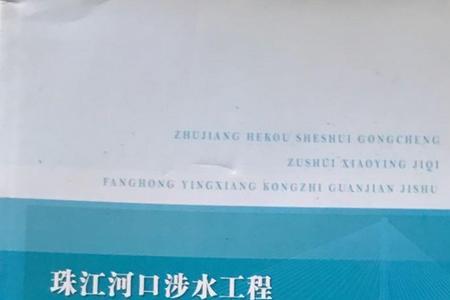 ZHUJIANG HEKOU SHESHUI GONGCHENG
ZUSHUI XIAOYING JIQI
FANGHONG YINGXIANG KONGZHI GUANJIAN JISHU
珠江河口涉水工程